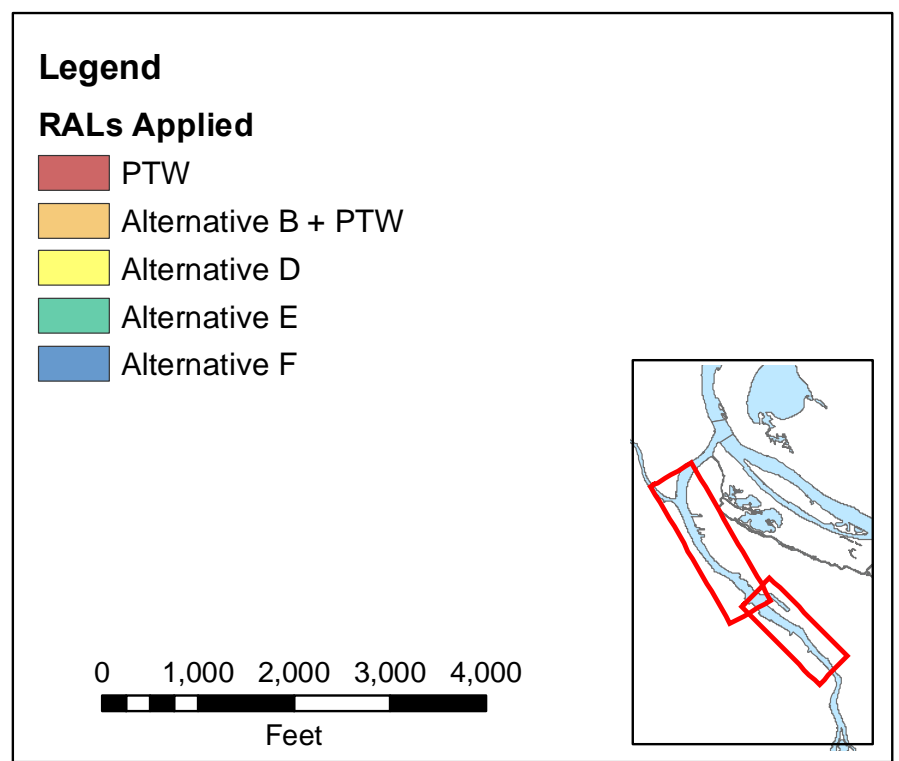 Legend
RALs Applied
PTW
Alternative B + PTW
Alternative D
Alternative E
Alternative F
0 1,000 2,000 3,000 4,000
Feet